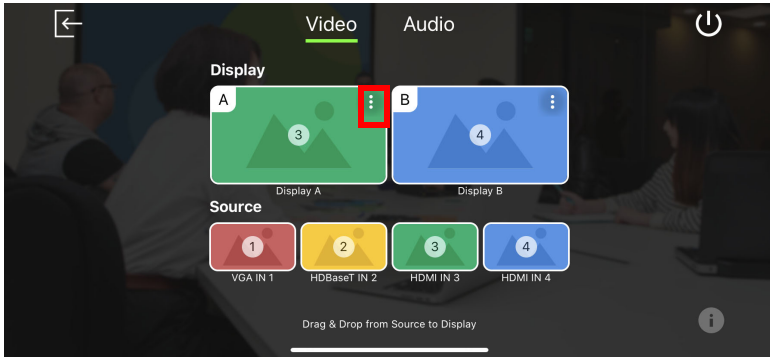 Video Audio
Display
A B
3 4
Display A Display B
Source
1 2 3 4
VGA IN 1 HDBaseT IN 2 HDMI IN 3 HDMI IN 4
Drag & Drop from Source to Display
i